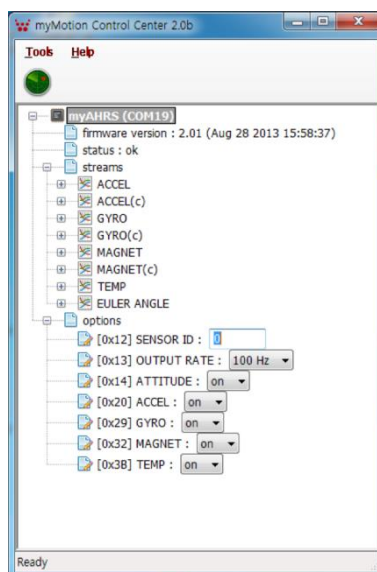 myMotion Control Center 2.0b
Tools Help
myAHRS (COM19)
firmware version : 2.01 (Aug 28 2013 15:58:37)
status : ok
streams
ACCEL
ACCEL(c)
GYRO
GYRO(c)
MAGNET
MAGNET(c)
TEMP
EULER ANGLE
options
[0x12] SENSOR ID : 0
[0x13] OUTPUT RATE : 100 Hz
[0x14] ATTITUDE : on
[0x20] ACCEL : on
[0x29] GYRO : on
[0x32] MAGNET : on
[0x3B] TEMP : on
Ready